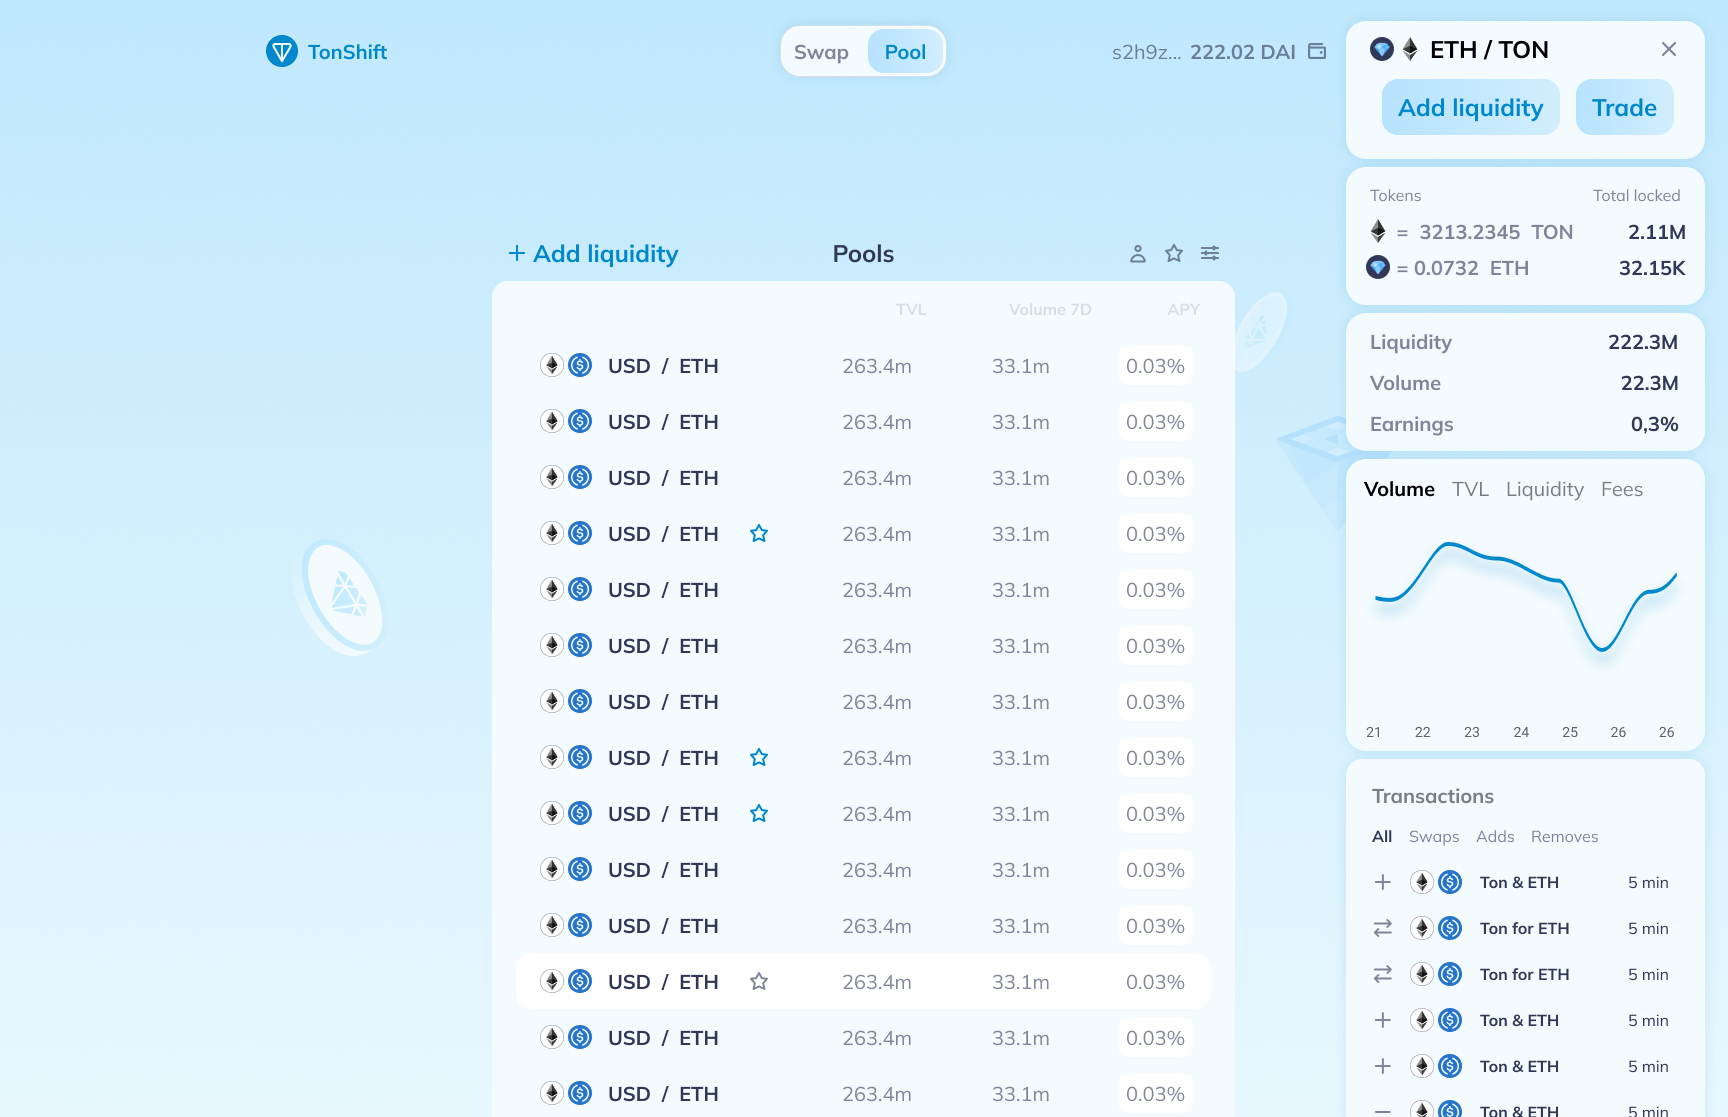 TonShift
Swap Pool
s2h9z... 222.02 DAI
+ Add liquidity
Pools
TVL Volume 7D APY
USD / ETH 263.4m 33.1m 0.03%
USD / ETH 263.4m 33.1m 0.03%
USD / ETH 263.4m 33.1m 0.03%
USD / ETH 263.4m 33.1m 0.03%
USD / ETH 263.4m 33.1m 0.03%
USD / ETH 263.4m 33.1m 0.03%
USD / ETH 263.4m 33.1m 0.03%
USD / ETH 263.4m 33.1m 0.03%
USD / ETH 263.4m 33.1m 0.03%
USD / ETH 263.4m 33.1m 0.03%
USD / ETH 263.4m 33.1m 0.03%
USD / ETH 263.4m 33.1m 0.03%
USD / ETH 263.4m 33.1m 0.03%
USD / ETH 263.4m 33.1m 0.03%
ETH / TON
Add liquidity Trade
Tokens Total locked
= 3213.2345 TON 2.11M
= 0.0732 ETH 32.15K
Liquidity 222.3M
Volume 22.3M
Earnings 0,3%
Volume TVL Liquidity Fees
21 22 23 24 25 26 26
Transactions
All Swaps Adds Removes
Ton & ETH 5 min
Ton for ETH 5 min
Ton for ETH 5 min
Ton & ETH 5 min
Ton & ETH 5 min
Ton & ETH 5 min